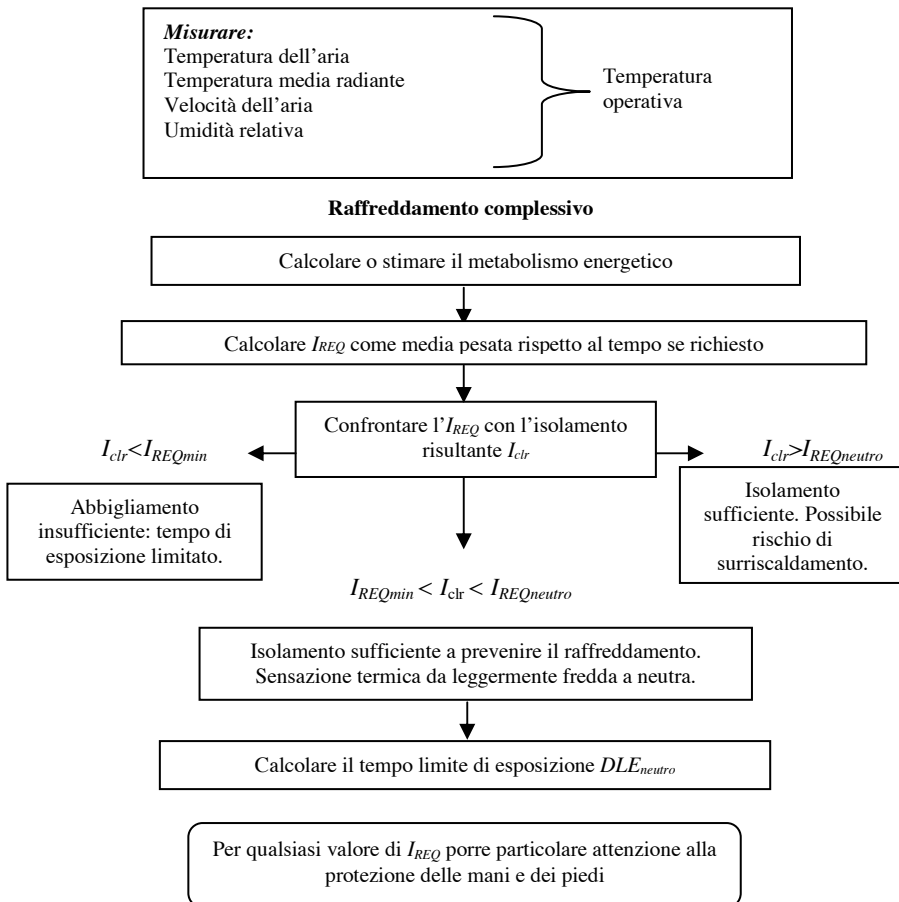 Misurare:
Temperatura dell'aria
Temperatura media radiante
Velocità dell'aria
Umidità relativa
Temperatura
operativa
Raffreddamento complessivo
Calcolare o stimare il metabolismo energetico
Calcolare IREQ come media pesata rispetto al tempo se richiesto
Confrontare l'IREQ con l'isolamento
risultante Iclr
Iclr<IREQmin
Iclr>IREQneutro
Abbigliamento
insufficiente: tempo di
esposizione limitato.
Isolamento
sufficiente. Possibile
rischio di
surriscaldamento.
IREQmin < Iclr < IREQneutro
Isolamento sufficiente a prevenire il raffreddamento.
Sensazione termica da leggermente fredda a neutra.
Calcolare il tempo limite di esposizione DLEneutro
Per qualsiasi valore di IREQ porre particolare attenzione alla
protezione delle mani e dei piedi